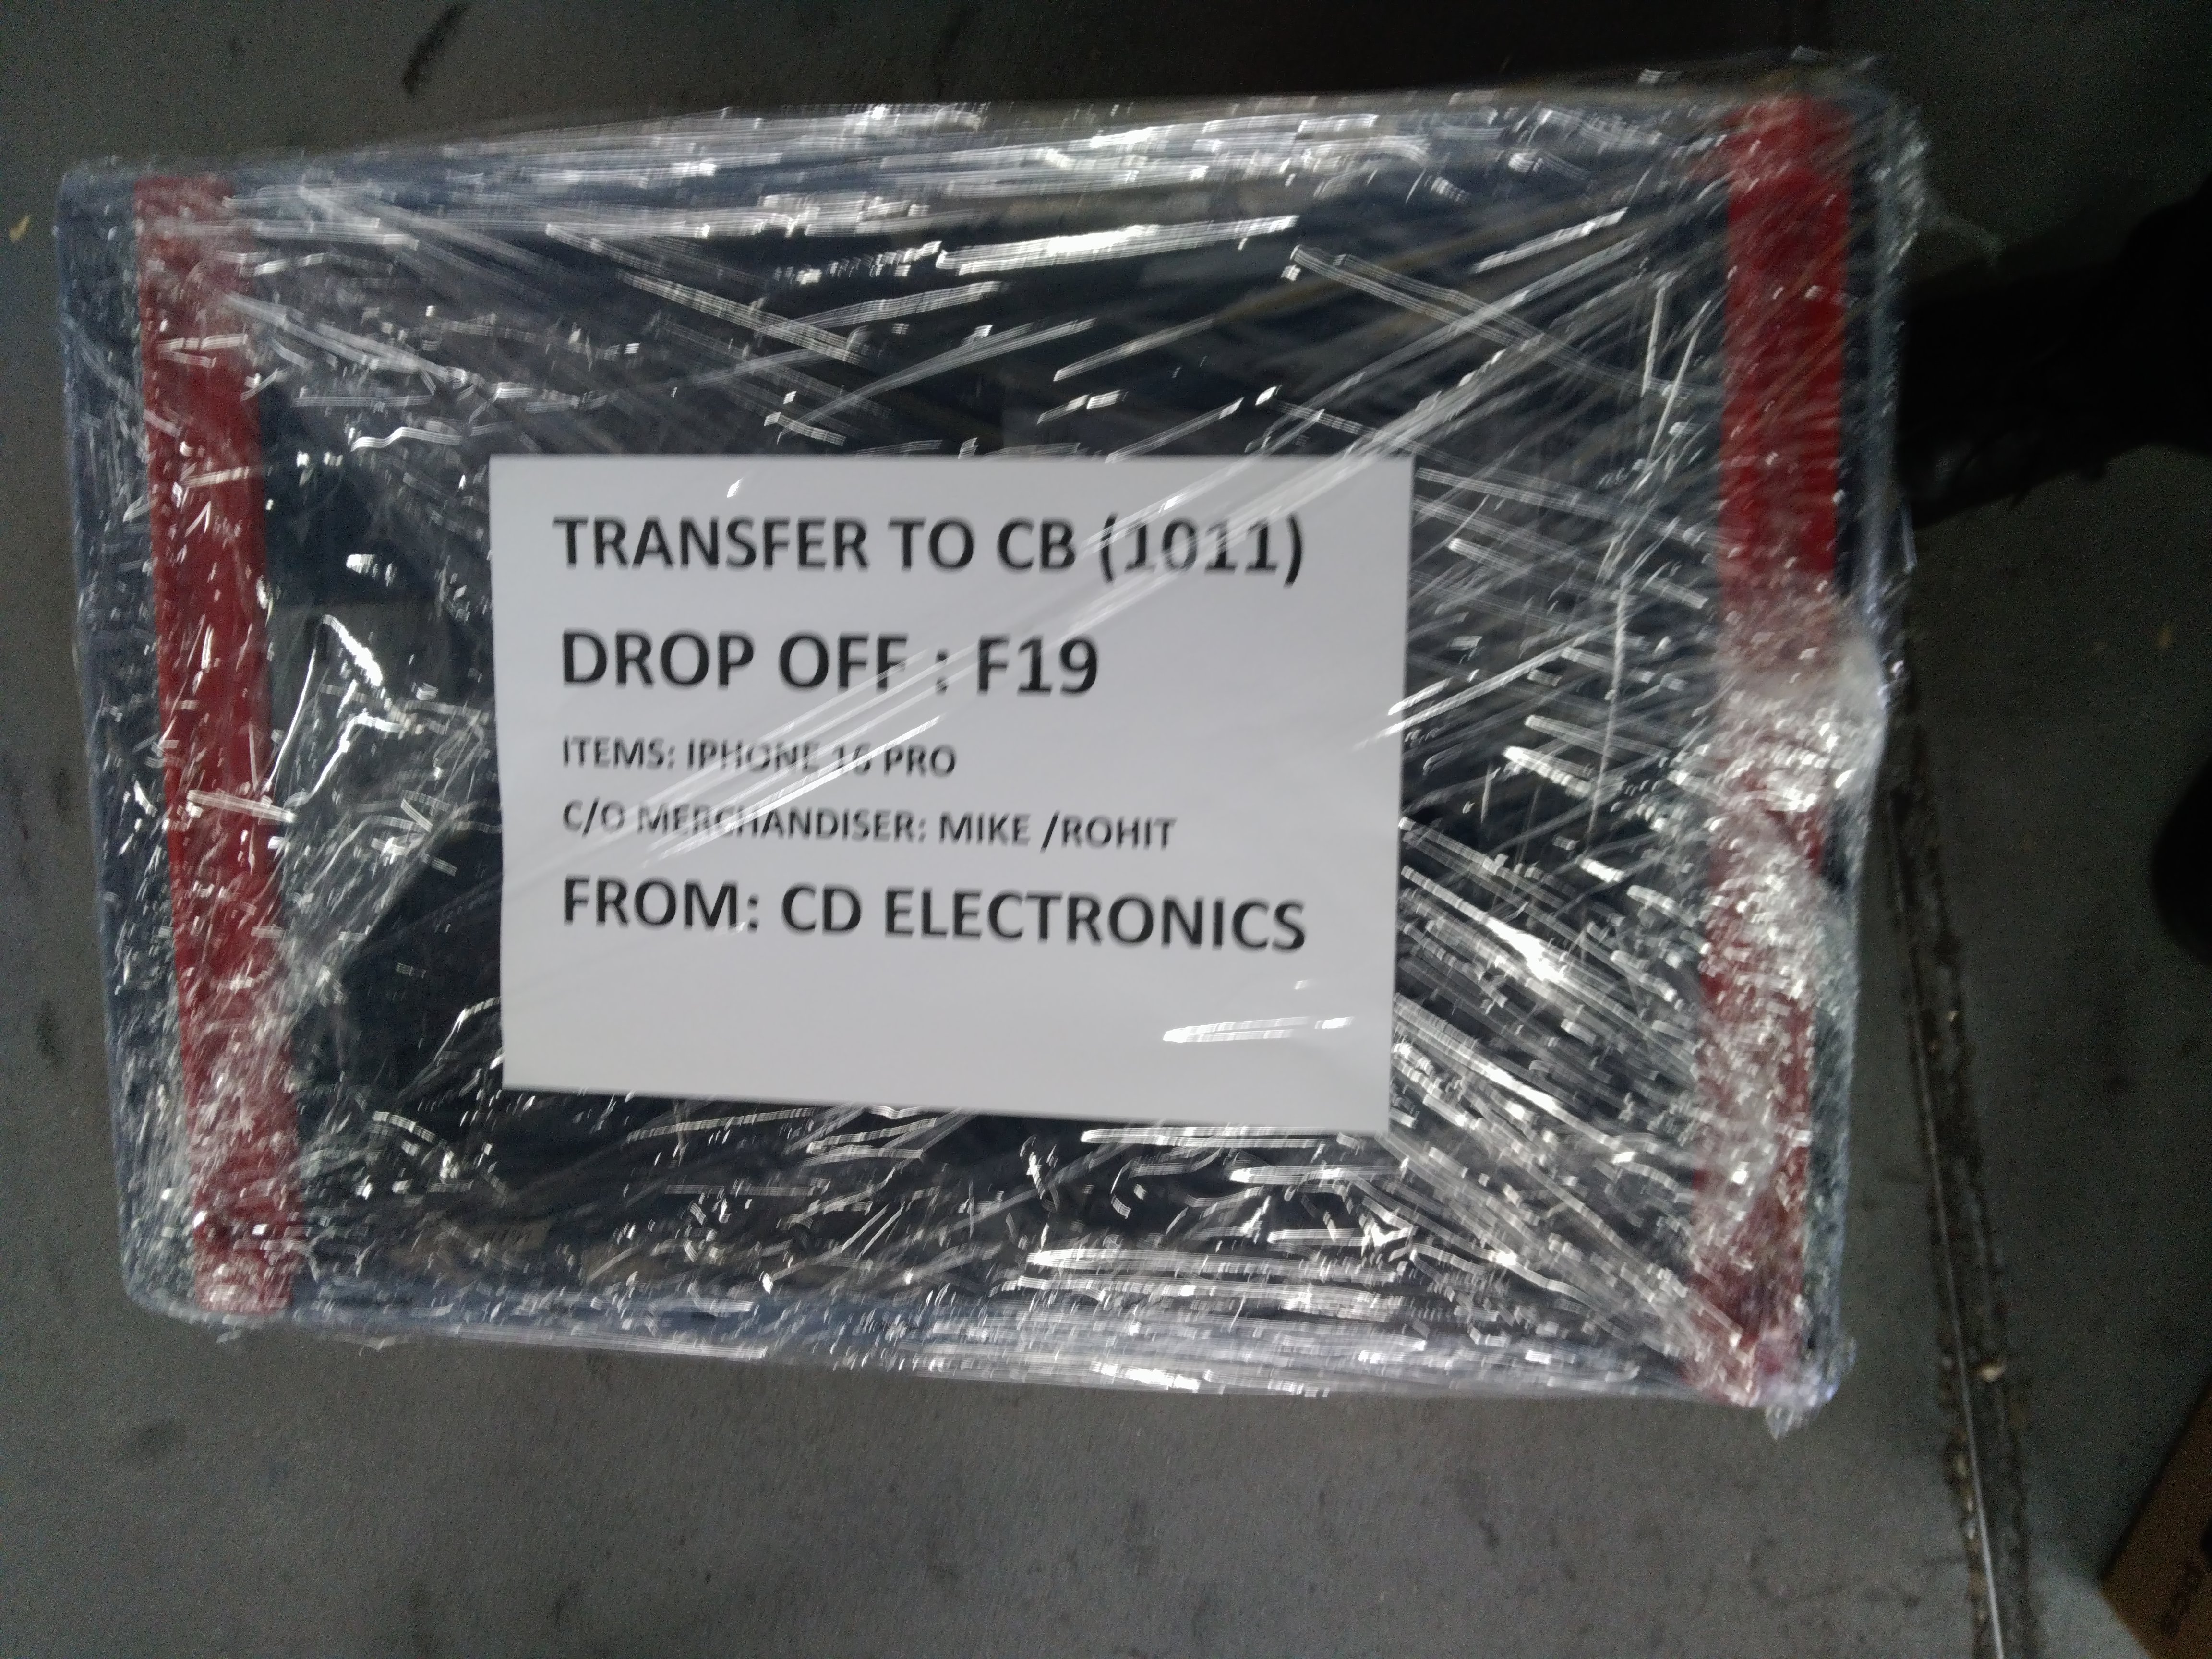 TRANSFER TO CB (1011)
DROP OFF : F19
ITEMS: IPHONE 16 PRO
C/O MERCHANDISER: MIKE /ROHIT
FROM: CD ELECTRONICS